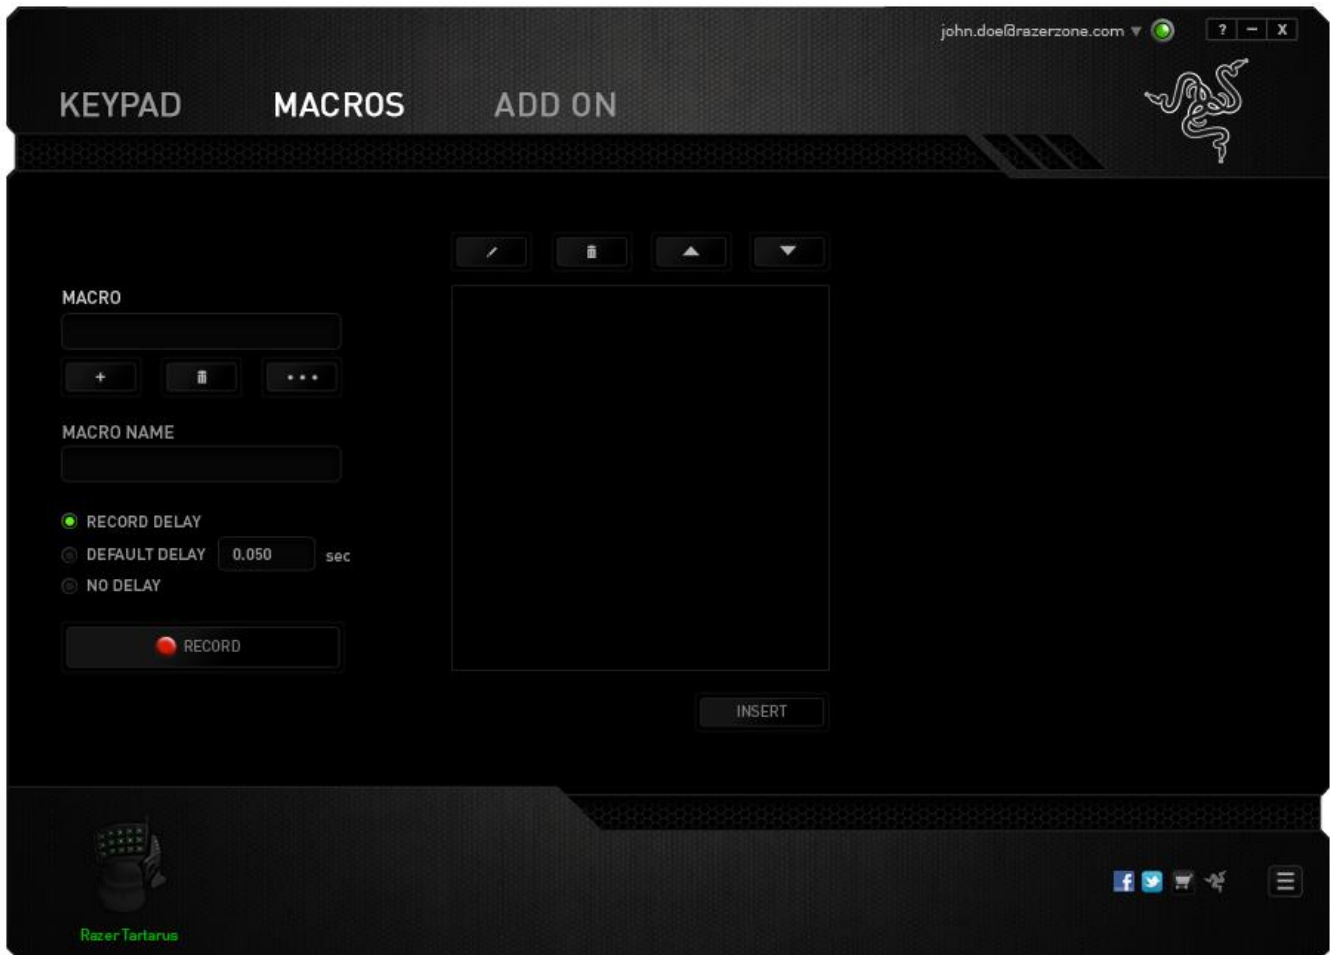 john.doe@razerzone.com
? – X
KEYPAD MACROS ADD ON
MACRO
+
MACRO NAME
RECORD DELAY
DEFAULT DELAY 0.050 sec
NO DELAY
RECORD
INSERT
Razer Tartarus